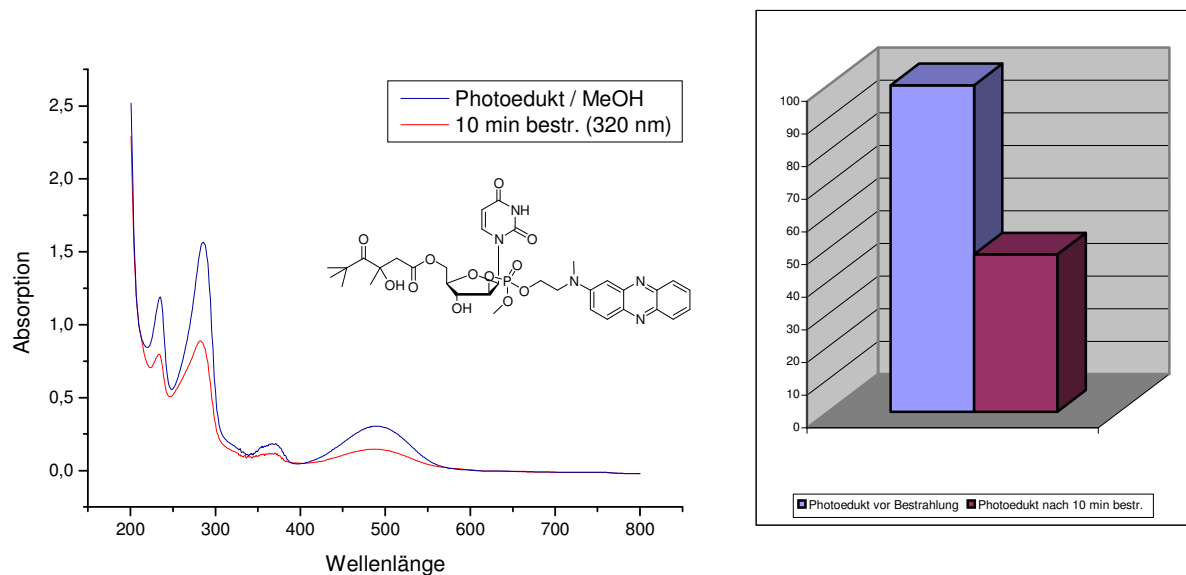 2,5
2,0
1,5
1,0
0,5
0,0
Absorption
200 300 400 500 600 700 800
Wellenlänge
Photoedukt / MeOH
10 min bestr. (320 nm)
O
NH
N O
O O O O P O
OH O O OH O
N N N
100
90
80
70
60
50
40
30
20
10
0
Photoedukt vor Bestrahlung Photoedukt nach 10 min bestr.